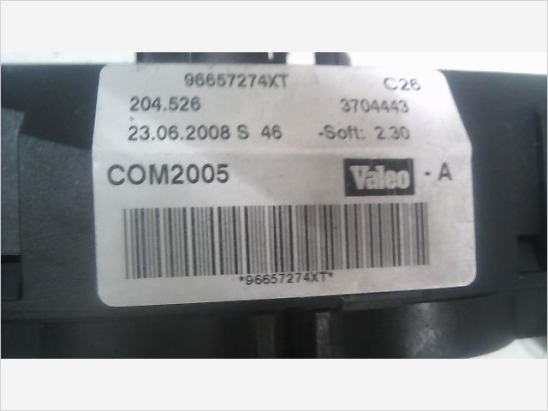 96657274XT C26
204.526 3704443
23.06.2008 S 46 -Soft: 2.30
COM2005 Valeo - A
*96657274XT*